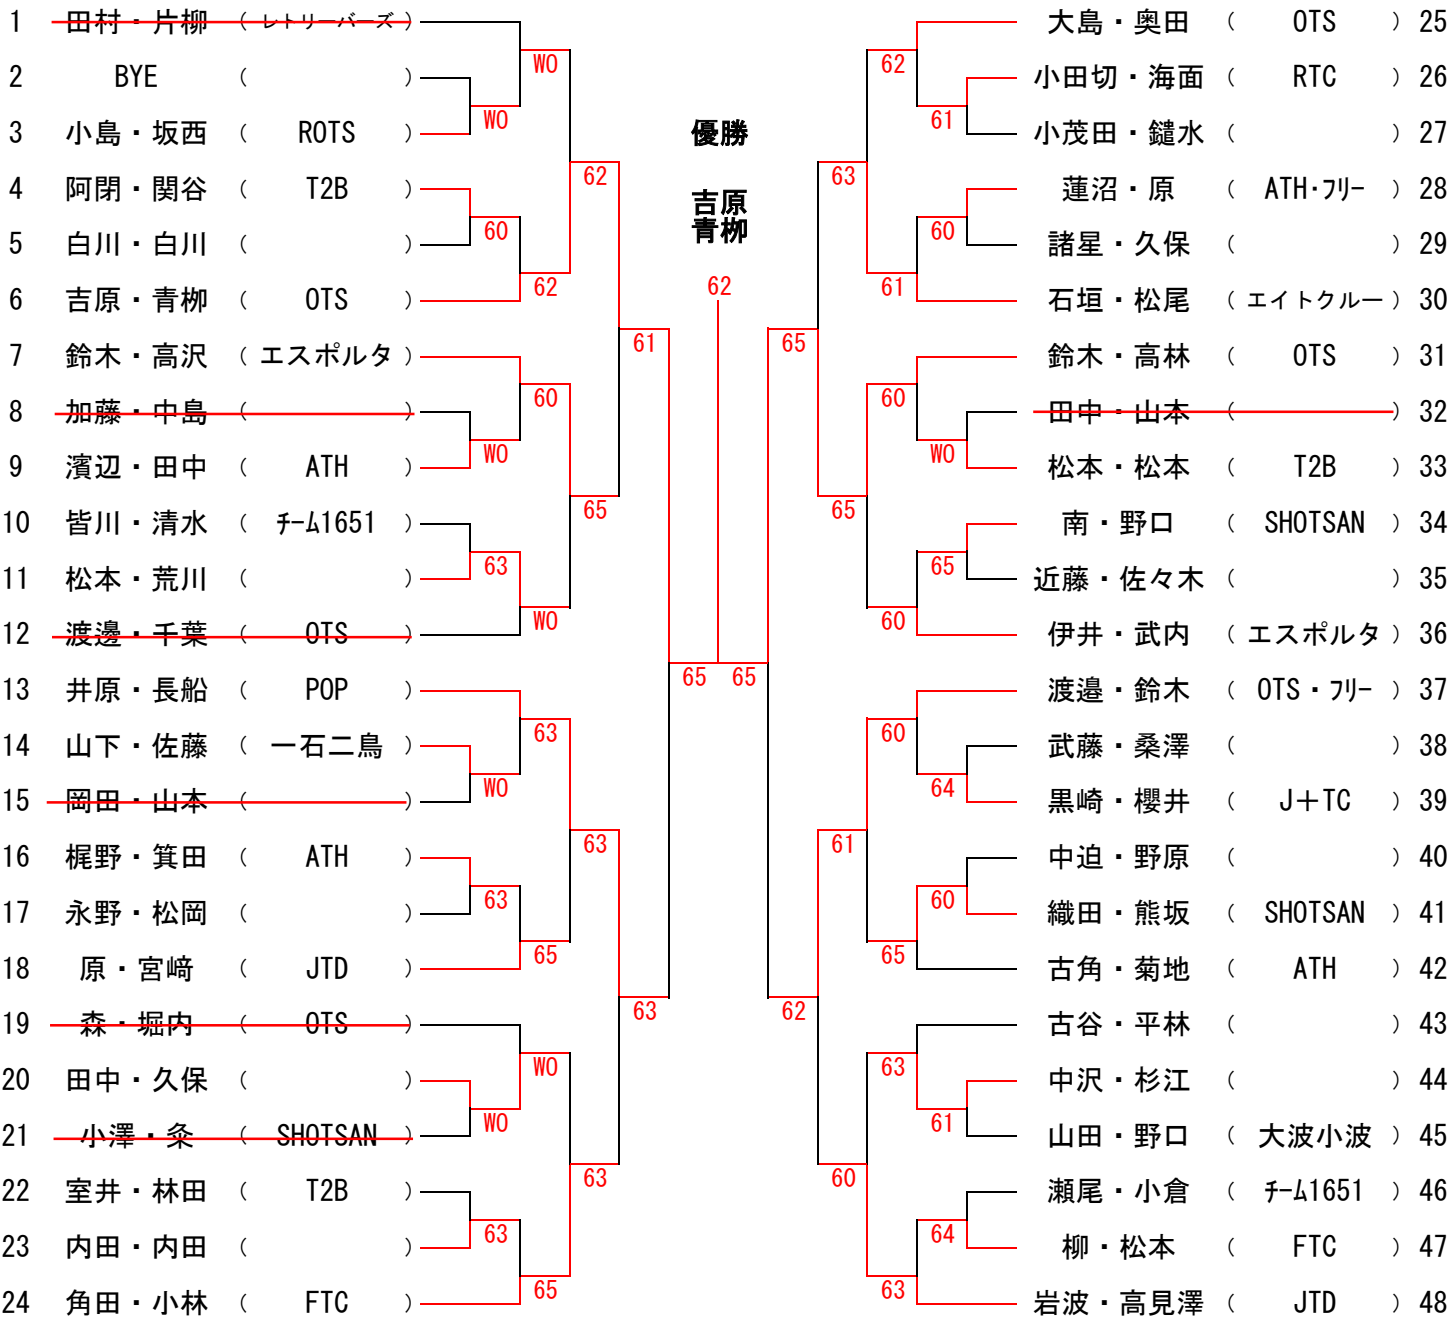 1 田村・片柳 ( レトリーバーズ )
2 BYE ( )
3 小島・坂西 ( ROTS )
4 阿閉・関谷 ( T2B )
5 白川・白川 ( )
6 吉原・青柳 ( OTS )
7 鈴木・高沢 ( エスポルタ )
8 加藤・中島 ( )
9 濱辺・田中 ( ATH )
10 皆川・清水 ( チーム1651 )
11 松本・荒川 ( )
12 渡邊・千葉 ( OTS )
13 井原・長船 ( POP )
14 山下・佐藤 ( 一石二鳥 )
15 岡田・山本 ( )
16 梶野・箕田 ( ATH )
17 永野・松岡 ( )
18 原・宮﨑 ( JTD )
19 森・堀内 ( OTS )
20 田中・久保 ( )
21 小澤・粂 ( SHOTSAN )
22 室井・林田 ( T2B )
23 内田・内田 ( )
24 角田・小林 ( FTC )
WO
WO
60
62
60
WO
63
WO
63
WO
63
65
WO
WO
63
65
62
65
63
63
61
63
65
優勝
吉原
青栁
62
65
65
62
63
65
61
60
62
61
60
61
60
WO
65
60
60
64
60
65
63
61
64
63
大島・奥田 ( OTS ) 25
小田切・海面 ( RTC ) 26
小茂田・鑓水 ( ) 27
蓮沼・原 ( ATH・フリー ) 28
諸星・久保 ( ) 29
石垣・松尾 ( エイトクルー ) 30
鈴木・高林 ( OTS ) 31
田中・山本 ( ) 32
松本・松本 ( T2B ) 33
南・野口 ( SHOTSAN ) 34
近藤・佐々木 ( ) 35
伊井・武内 ( エスポルタ ) 36
渡邉・鈴木 ( OTS・フリー ) 37
武藤・桑澤 ( ) 38
黒崎・櫻井 ( J＋TC ) 39
中迫・野原 ( ) 40
織田・熊坂 ( SHOTSAN ) 41
古角・菊地 ( ATH ) 42
古谷・平林 ( ) 43
中沢・杉江 ( ) 44
山田・野口 ( 大波小波 ) 45
瀬尾・小倉 ( チーム1651 ) 46
柳・松本 ( FTC ) 47
岩波・高見澤 ( JTD ) 48